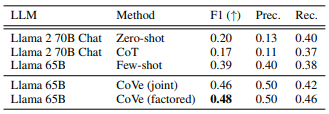 LLM Method F1 (↑) Prec. Rec.
Llama 2 70B Chat Zero-shot 0.20 0.13 0.40
Llama 2 70B Chat CoT 0.17 0.11 0.37
Llama 65B Few-shot 0.39 0.40 0.38
Llama 65B CoVe (joint) 0.46 0.50 0.42
Llama 65B CoVe (factored) 0.48 0.50 0.46